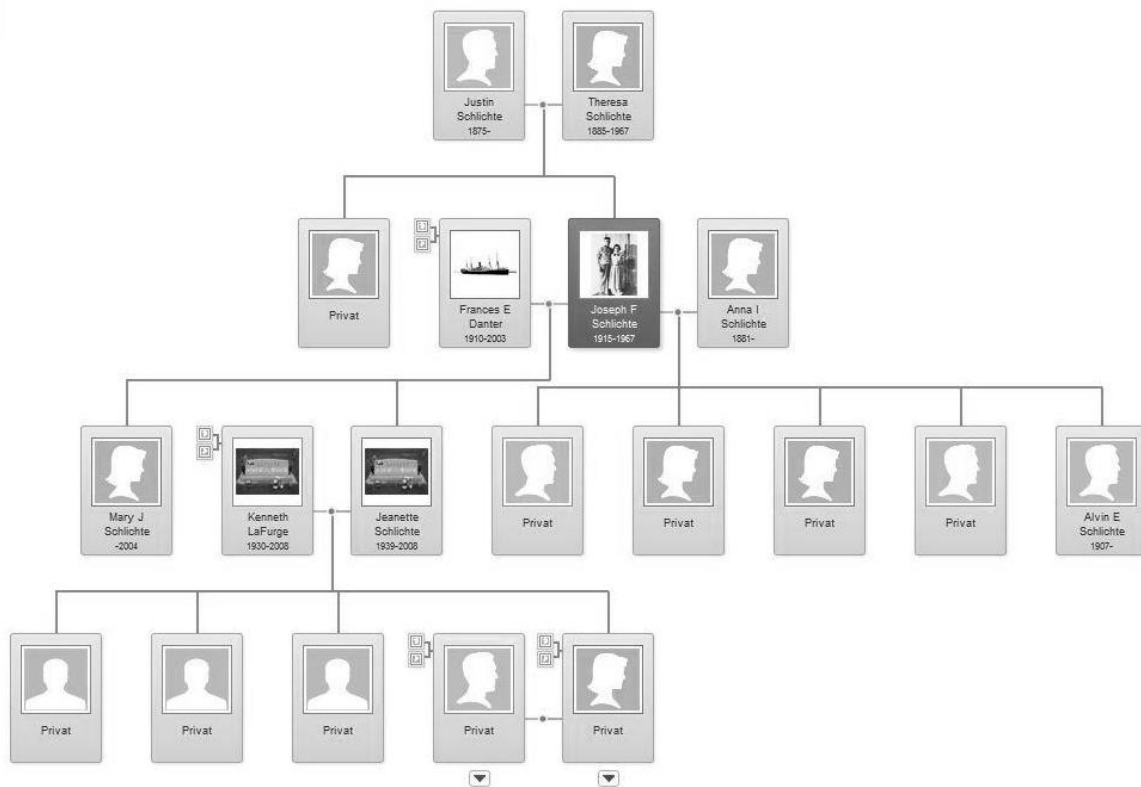 Justin
Schlichte
1875-
Theresa
Schlichte
1885-1967
Privat
Frances E
Danter
1910-2003
Joseph F
Schlichte
1915-1967
Anna I
Schlichte
1881-
Mary J
Schlichte
-2004
Kenneth
LaFurge
1930-2008
Jeanette
Schlichte
1939-2008
Privat
Privat
Privat
Privat
Alvin E
Schlichte
1907-
Privat
Privat
Privat
Privat
Privat